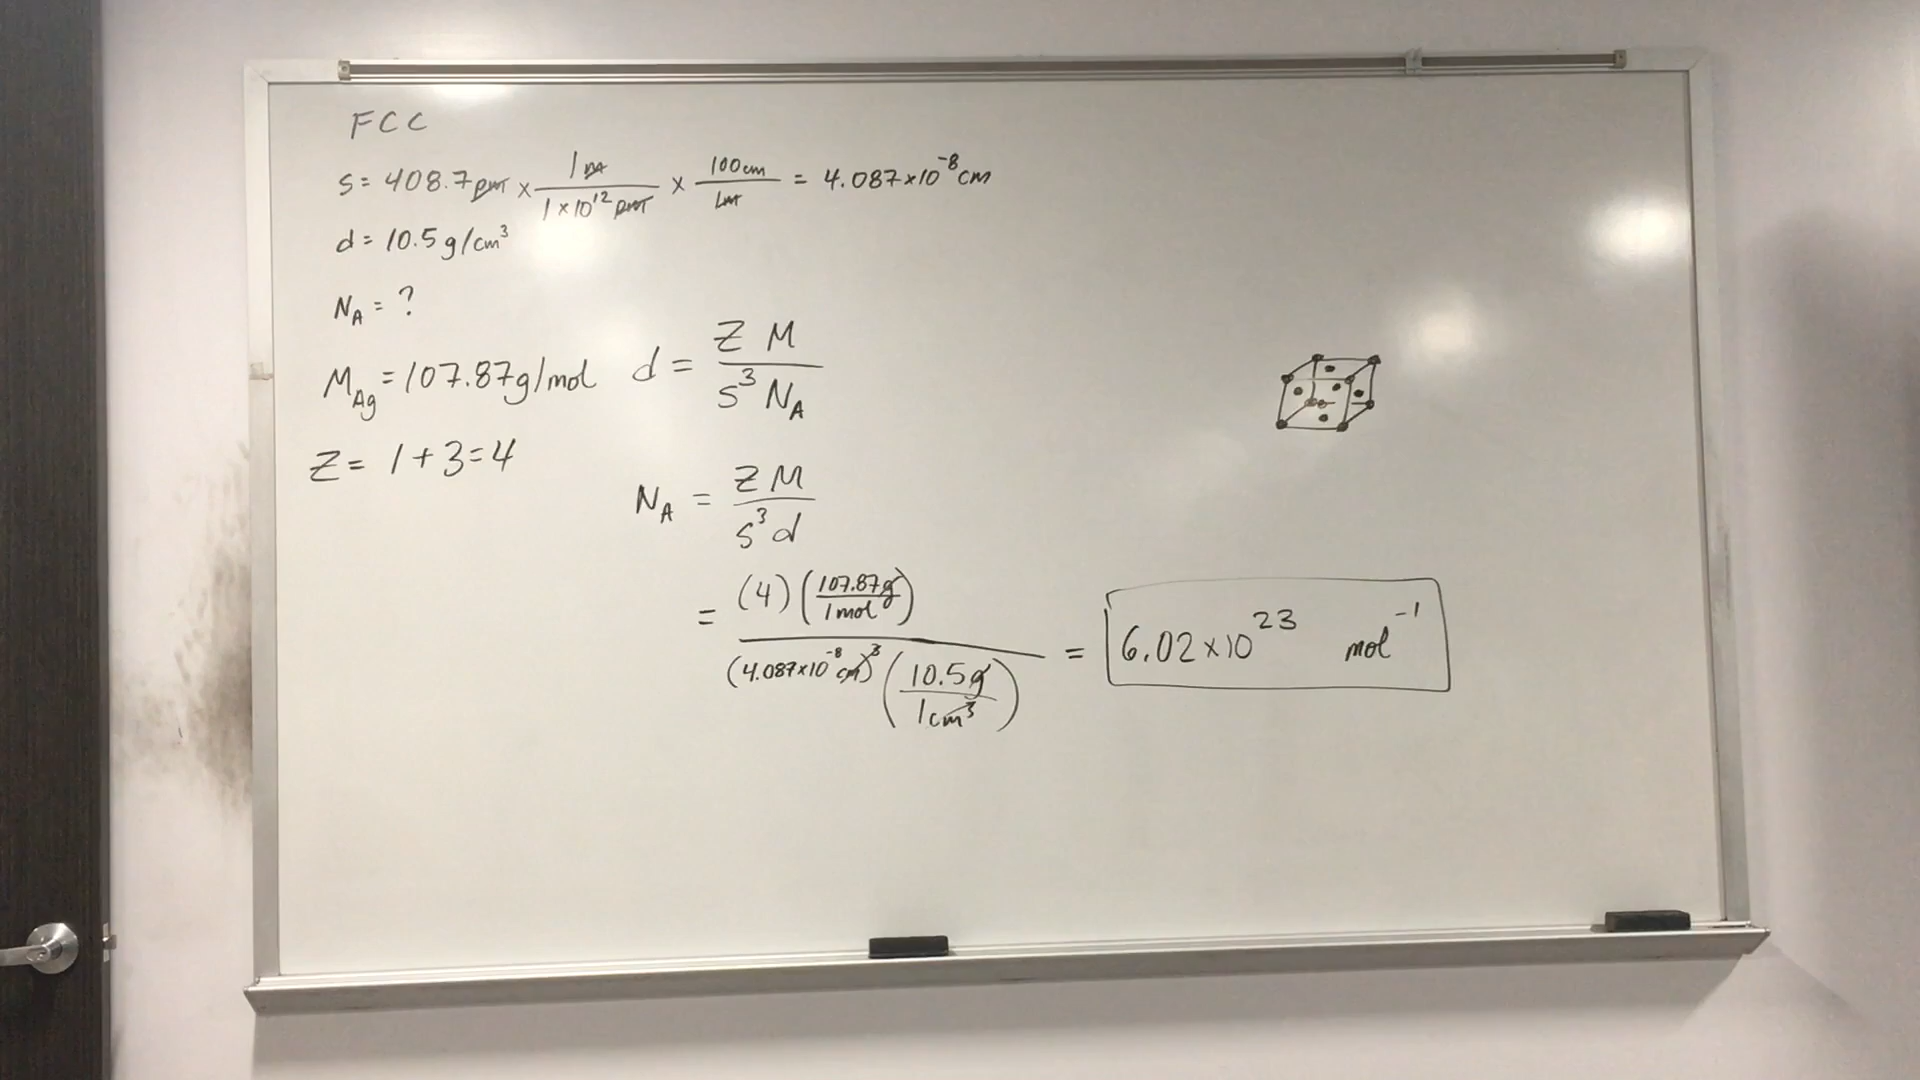 FCC
s = 408.7 pm × 1 m / 1×10¹² pm × 100 cm / 1 m = 4.087×10⁻⁸ cm
d = 10.5 g/cm³
N_A = ?
M_Ag = 107.87 g/mol
Z = 1 + 3 = 4
d = Z M / s³ N_A
N_A = Z M / s³ d
= (4) (107.87 g / 1 mol) / (4.087×10⁻⁸ cm)³ (10.5 g / 1 cm³) = 6.02×10²³ mol⁻¹